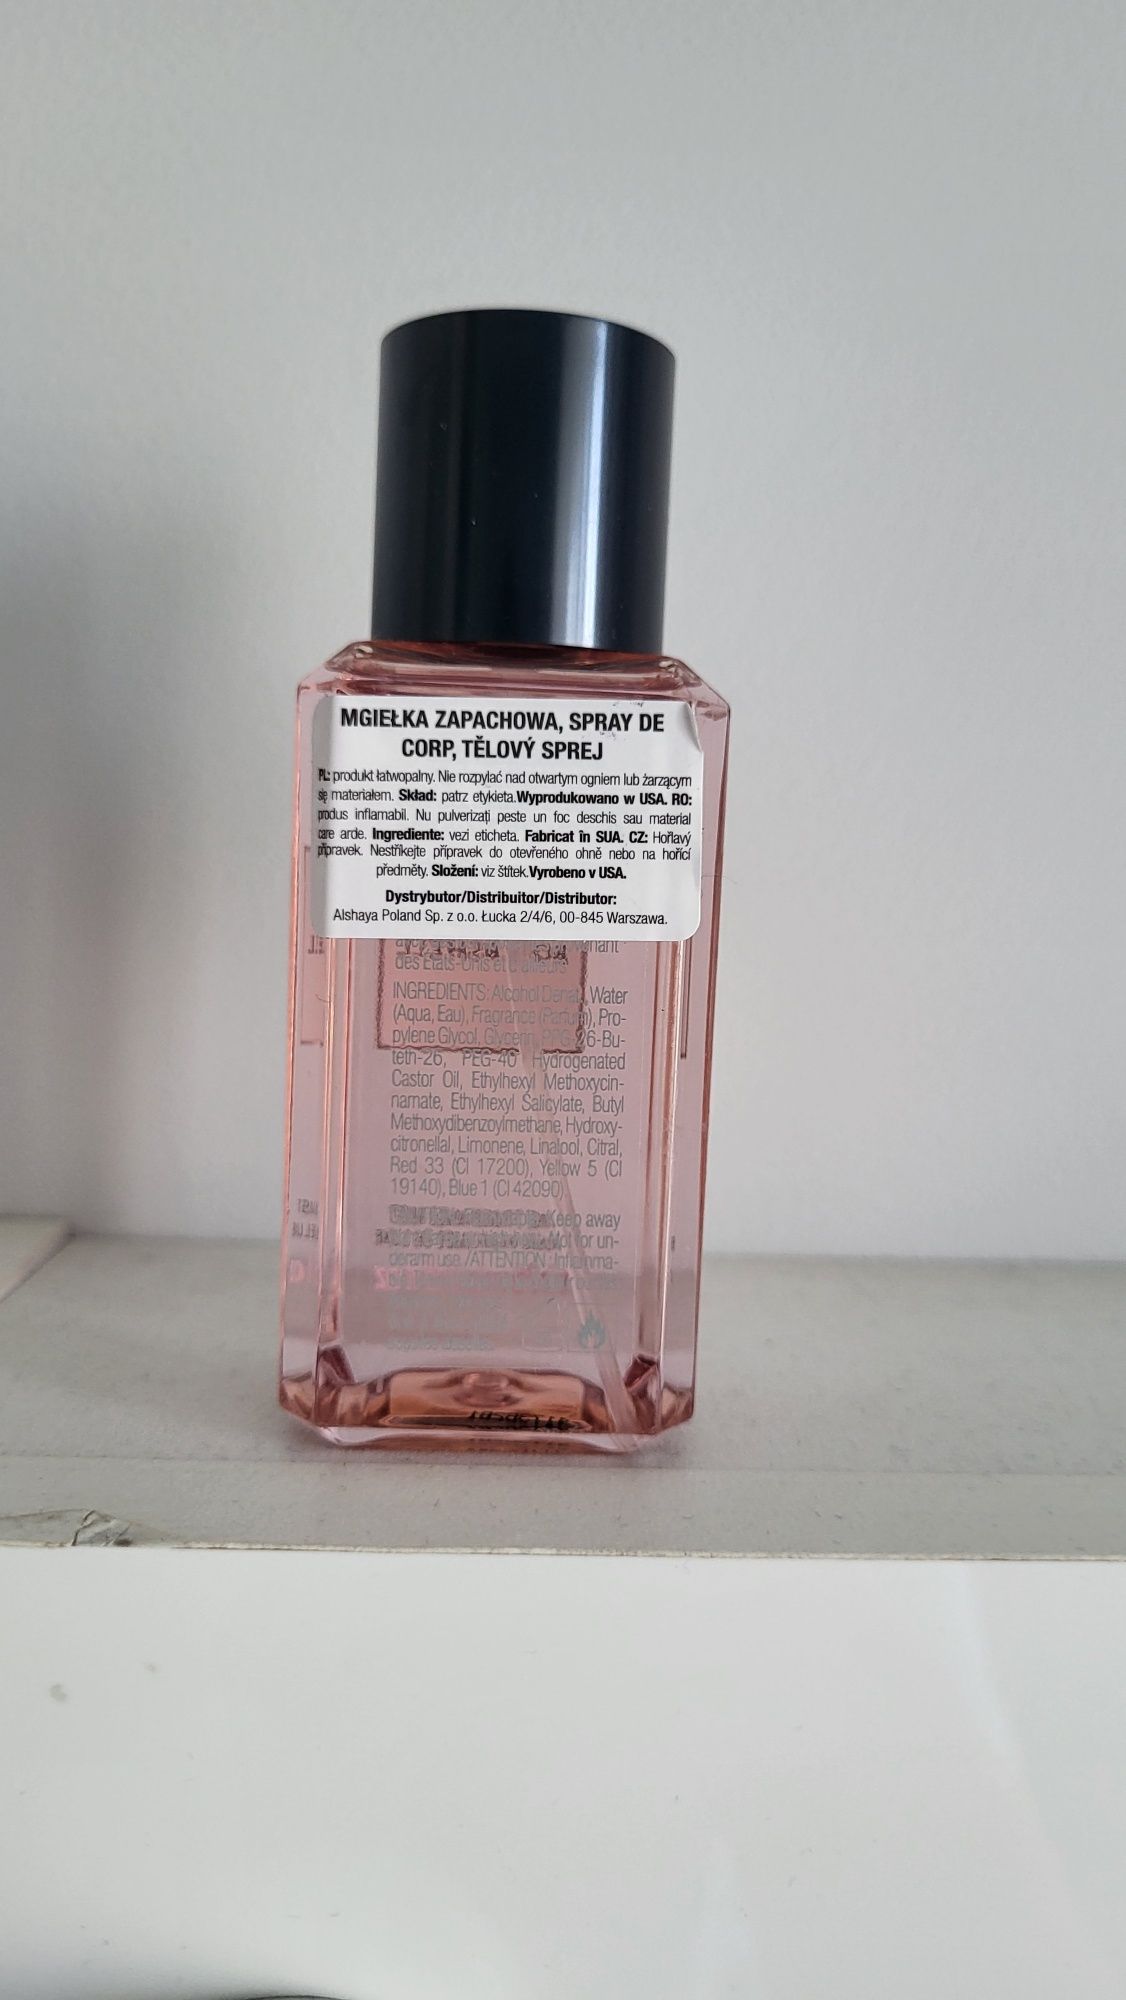 MGIEŁKA ZAPACHOWA, SPRAY DE
CORP, TĚLOVÝ SPREJ
PL: produkt łatwopalny. Nie rozpylać nad otwartym ogniem lub żarzącym
się materiałem. Skład: patrz etykieta.Wyprodukowano w USA. RO:
produs inflamabil. Nu pulverizați peste un foc deschis sau material
care arde. Ingrediente: vezi eticheta. Fabricat în SUA. CZ: Hořlavý
přípravek. Nestříkejte přípravek do otevřeného ohně nebo na hořící
předměty. Složení: viz štítek.Vyrobeno v USA.
Dystrybutor/Distribuitor/Distributor:
Alshaya Poland Sp. z o.o. Łucka 2/4/6, 00-845 Warszawa.
des États-Unis et d'ailleurs
INGREDIENTS: Alcohol Denat., Water
(Aqua, Eau), Fragrance (Parfum), Pro-
pylene Glycol, Glycerin, PPG-26-Bu-
teth-26, PEG-40 Hydrogenated
Castor Oil, Ethylhexyl Methoxycin-
namate, Ethylhexyl Salicylate, Butyl
Methoxydibenzoylmethane, Hydroxy-
citronellal, Limonene, Linalool, Citral,
Red 33 (CI 17200), Yellow 5 (CI
19140), Blue 1 (CI 42090).
Keep away
Not for un-
derarm use./ATTENTION : Inflamma-